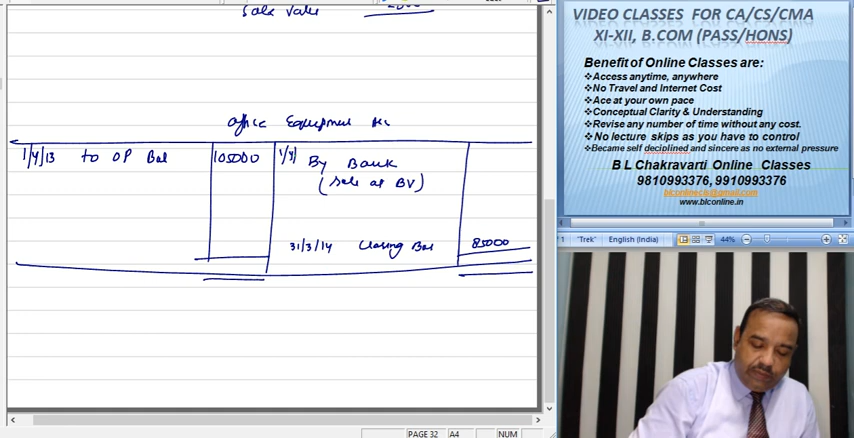 Sale Value
VIDEO CLASSES FOR CA/CS/CMA
XI-XII, B.COM (PASS/HONS)
Benefit of Online Classes are:
❖Access anytime, anywhere
❖No Travel and Internet Cost
❖Ace at your own pace
❖Conceptual Clarity & Understanding
❖Revise any number of time without any cost.
❖No lecture skips as you have to control
❖Became self deciplined and sincere as no external pressure
B L Chakravarti Online Classes
9810993376, 9910993376
blconlinecls@gmail.com
www.blconline.in
Office Equipment A/c
1/4/13 To OP Bal 105000 1/4/ By Bank
(Sale at BV)
31/3/14 Closing Bal 85000
1 "Trek" English (India) 44%
PAGE 32 A4 NUM